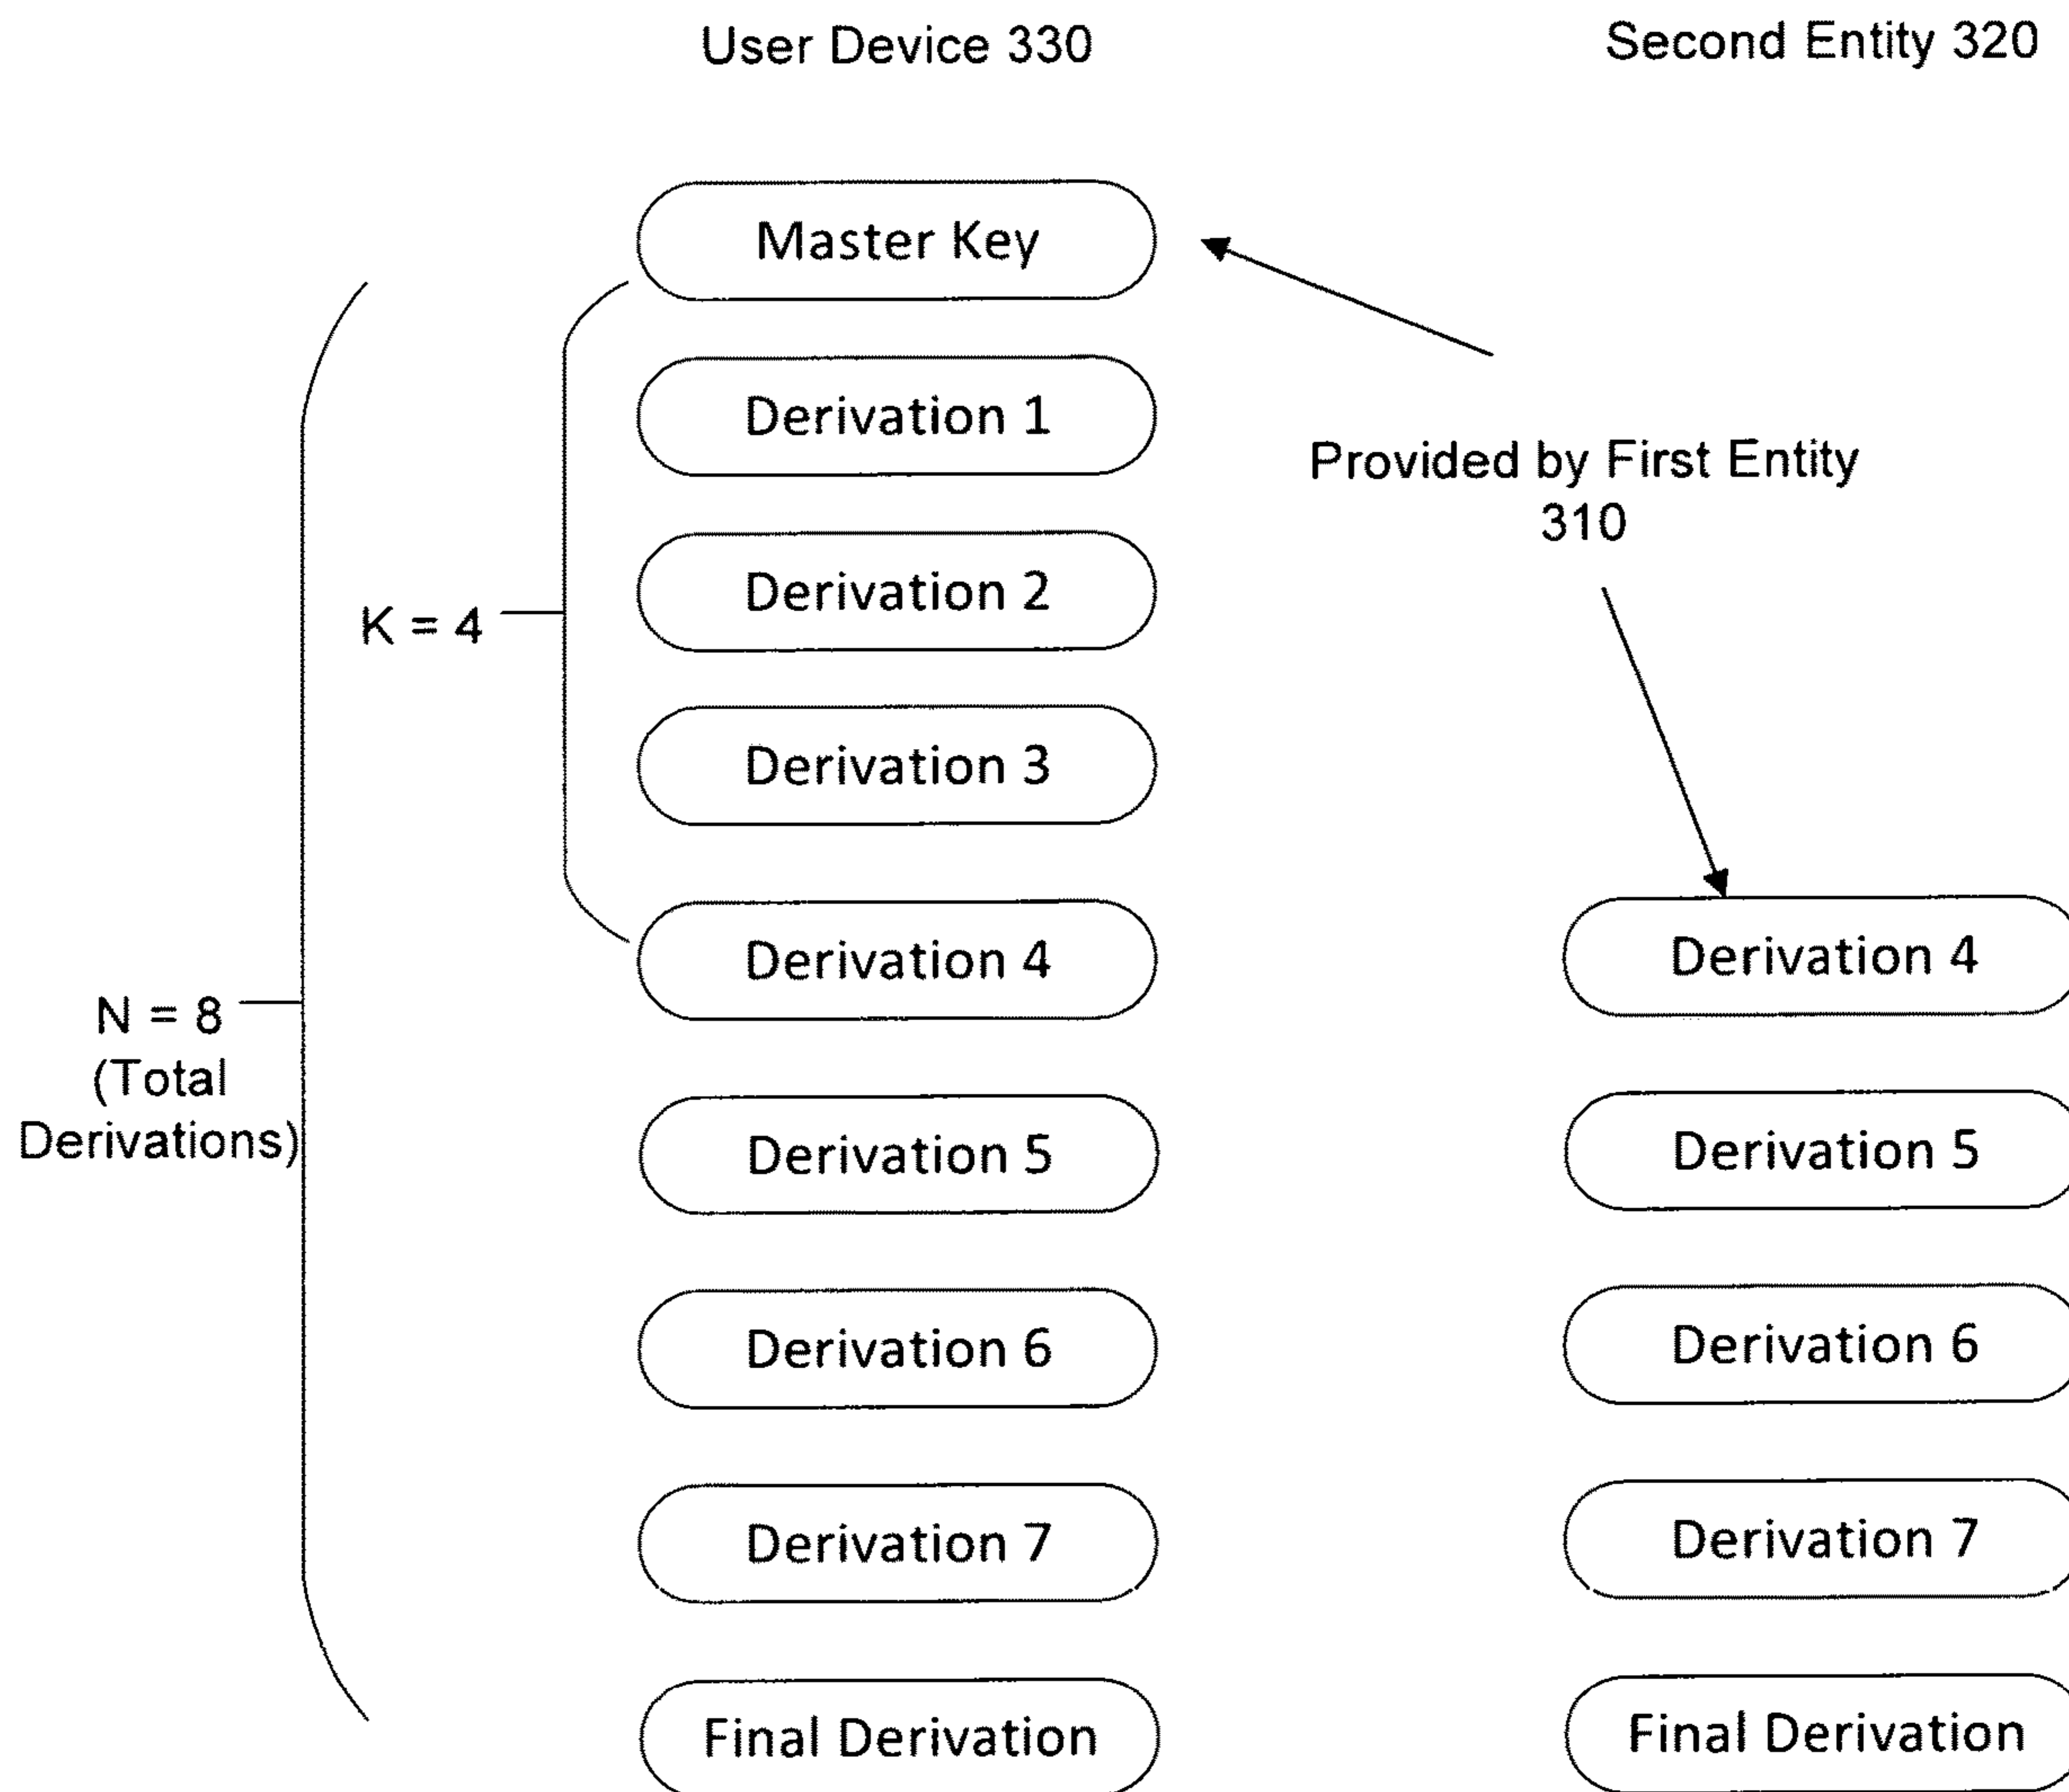 User Device 330
Second Entity 320
Master Key
Derivation 1
Provided by First Entity
310
Derivation 2
K = 4
Derivation 3
Derivation 4
Derivation 4
N = 8
(Total
Derivations)
Derivation 5
Derivation 5
Derivation 6
Derivation 6
Derivation 7
Derivation 7
Final Derivation
Final Derivation